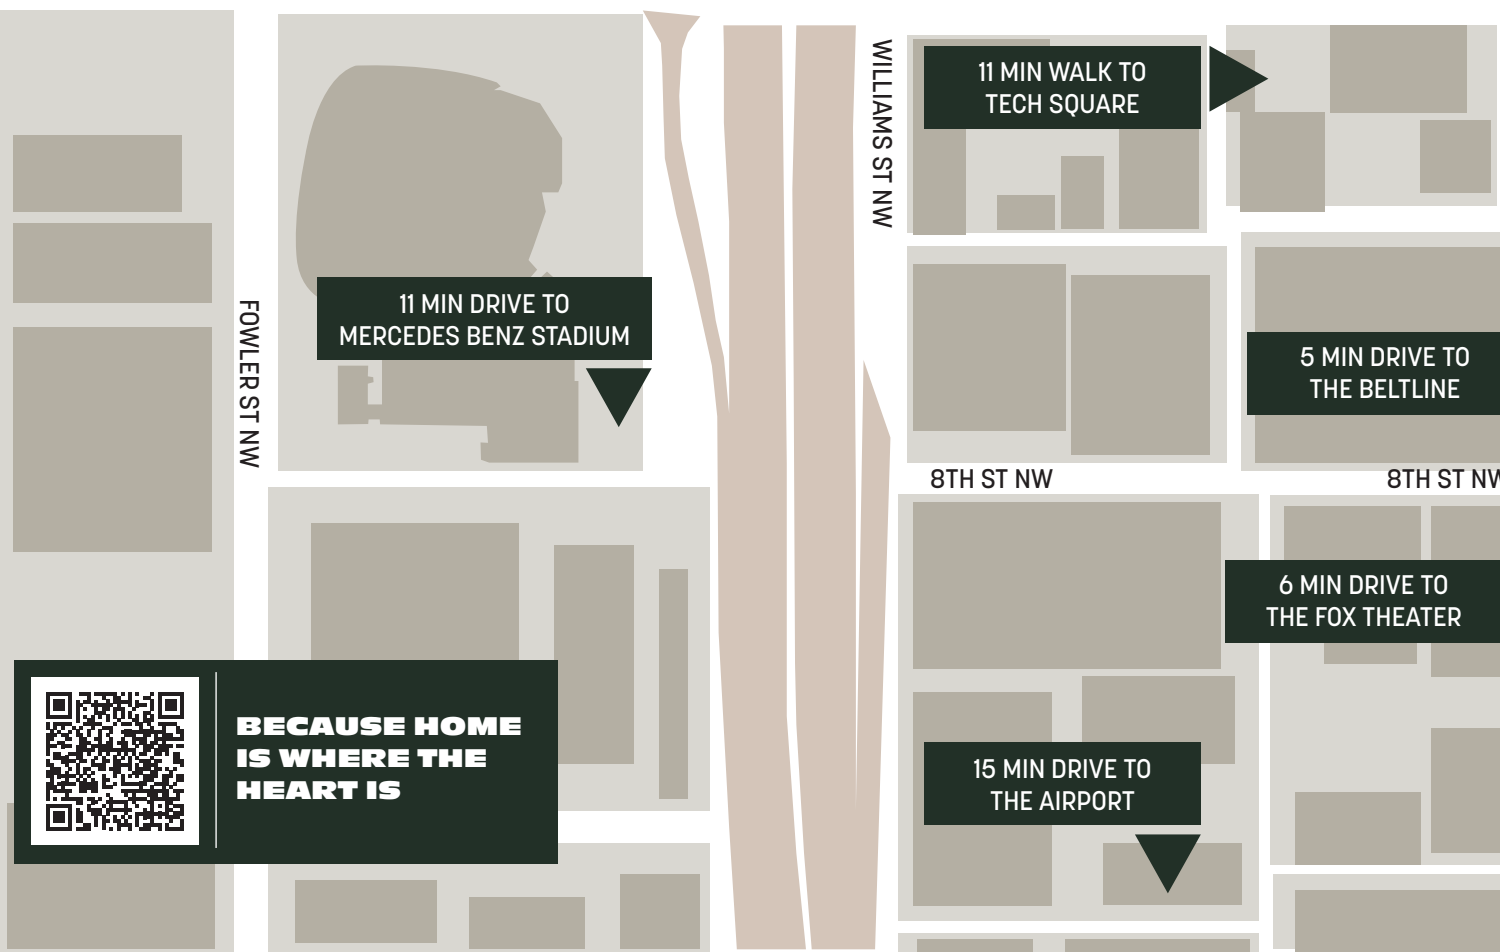 WILLIAMS ST NW
11 MIN WALK TO
TECH SQUARE
FOWLER ST NW
11 MIN DRIVE TO
MERCEDES BENZ STADIUM
5 MIN DRIVE TO
THE BELTLINE
8TH ST NW
8TH ST NW
6 MIN DRIVE TO
THE FOX THEATER
BECAUSE HOME
IS WHERE THE
HEART IS
15 MIN DRIVE TO
THE AIRPORT